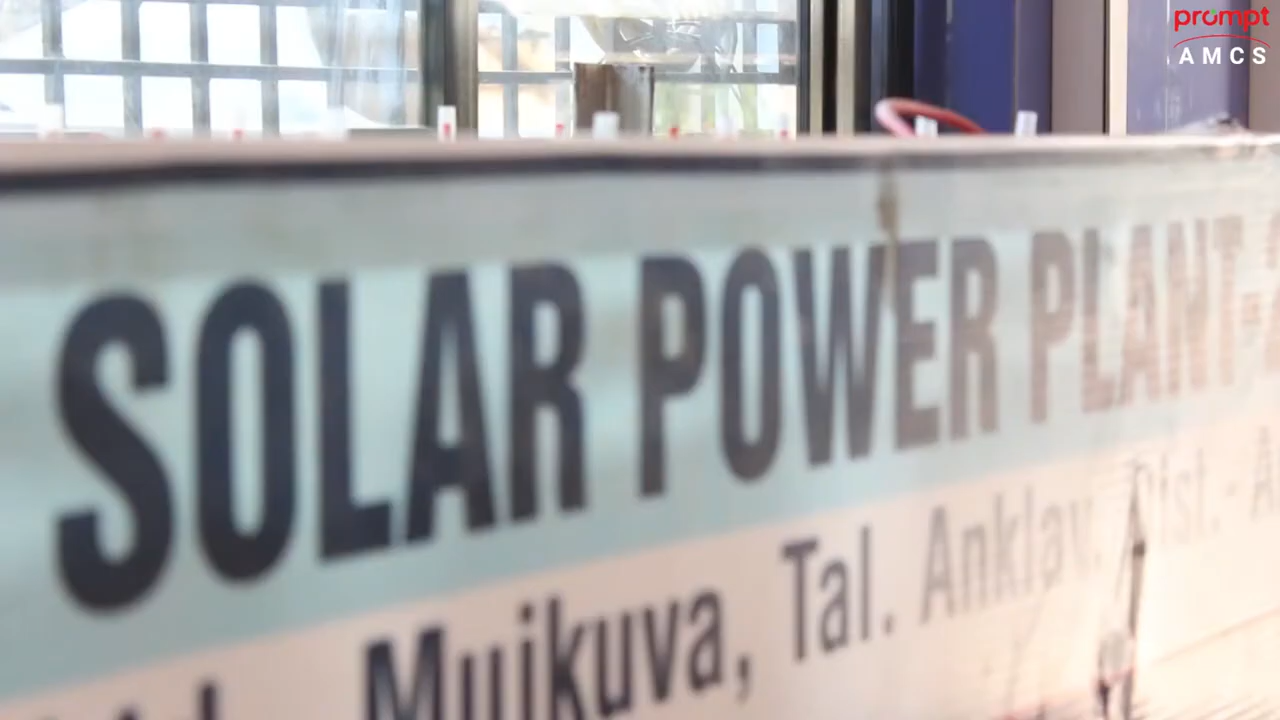 prompt
AMCS
SOLAR POWER PLANT-
Mujkuva, Tal. Anklav. Dist. - A